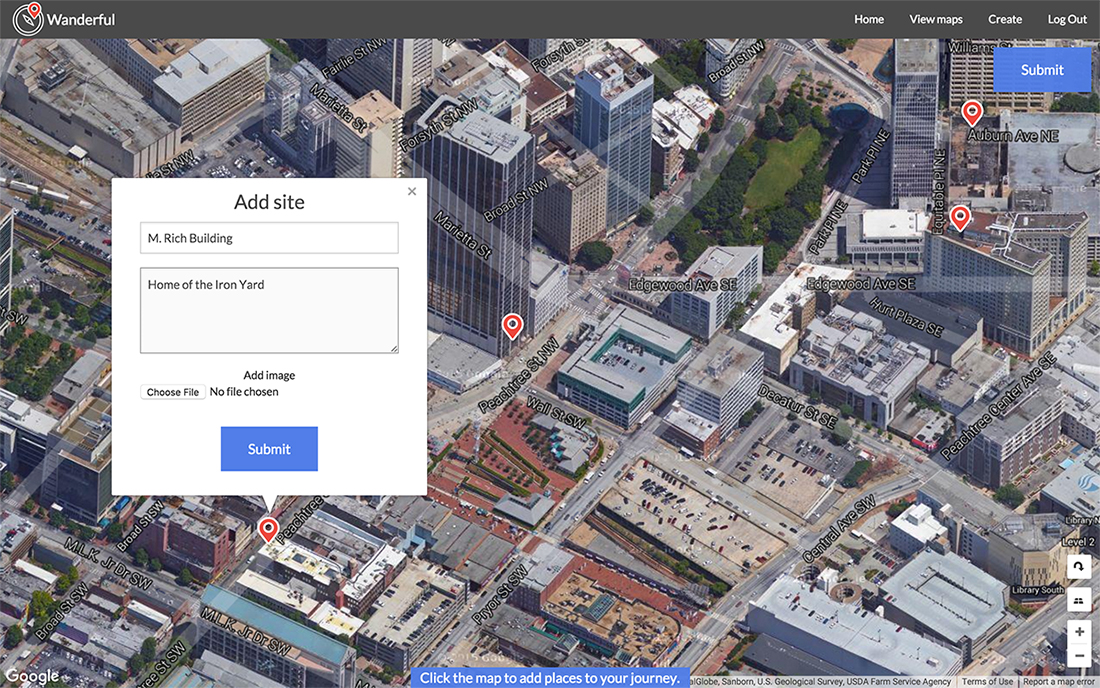 Wanderful
Home View maps Create Log Out
Submit
Fairlie St NW
Forsyth St NW
Broad St NW
Williams St
Marietta St
Forsyth St NW
Auburn Ave NE
Park Pl NE
Equitable Pl NE
Broad St NW
Marietta St
Park Pl NE
Edgewood Ave SE
Edgewood Ave SE
Hurt Plaza SE
Add site
×
M. Rich Building
Home of the Iron Yard
Add image
Choose File No file chosen
Submit
Peachtree St NW
Wall St SW
Decatur St SE
Peachtree Center Ave SE
Central Ave SW
Peachtree
Broad St SW
M.L.K. Jr Dr SW
Broad St SW
M.L.K. Jr Dr SW
Pryor St SW
Library N
Level 2
Library South
Google
Click the map to add places to your journey.
alGlobe, Sanborn, U.S. Geological Survey, USDA Farm Service Agency Terms of Use Report a map error